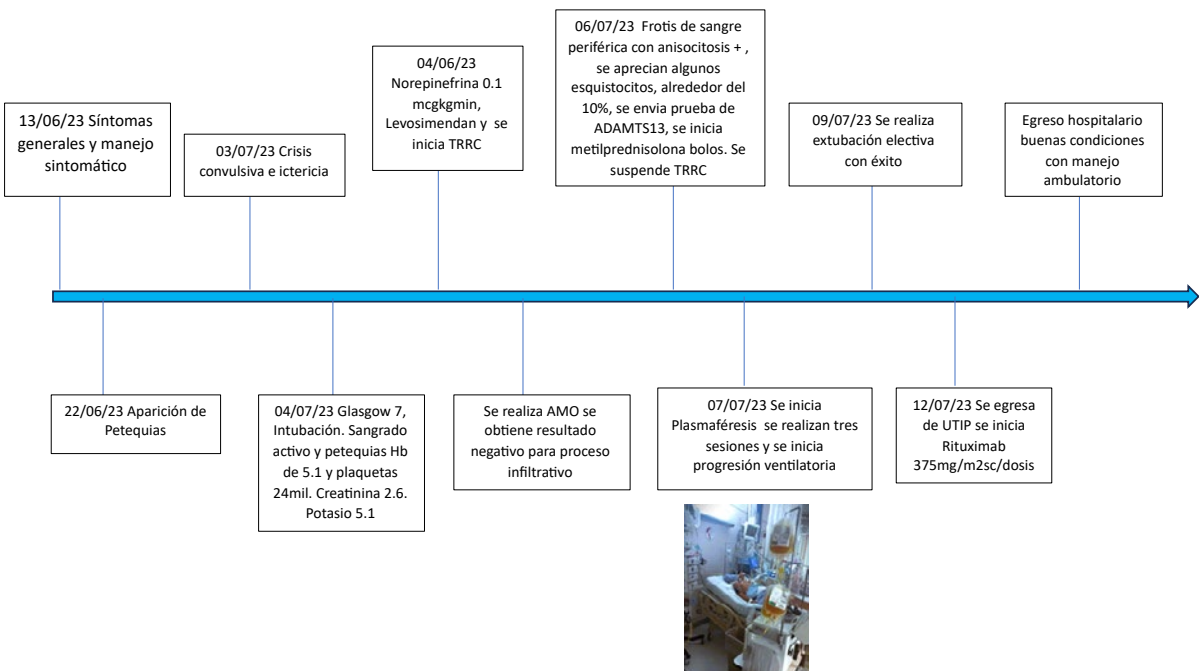 13/06/23 Síntomas
generales y manejo
sintomático
22/06/23 Aparición de
Petequias
03/07/23 Crisis
convulsiva e ictericia
04/07/23 Glasgow 7,
Intubación. Sangrado
activo y petequias Hb
de 5.1 y plaquetas
24mil. Creatinina 2.6.
Potasio 5.1
04/06/23
Norepinefrina 0.1
mcgkgmin,
Levosimendan y  se
inicia TRRC
Se realiza AMO se
obtiene resultado
negativo para proceso
infiltrativo
06/07/23  Frotis de sangre
periférica con anisocitosis + ,
se aprecian algunos
esquistocitos, alrededor del
10%, se envia prueba de
ADAMTS13, se inicia
metilprednisolona bolos. Se
suspende TRRC
07/07/23 Se inicia
Plasmaféresis  se realizan tres
sesiones y se inicia
progresión ventilatoria
09/07/23 Se realiza
extubación electiva
con éxito
12/07/23 Se egresa
de UTIP se inicia
Rituximab
375mg/m2sc/dosis
Egreso hospitalario
buenas condiciones
con manejo
ambulatorio